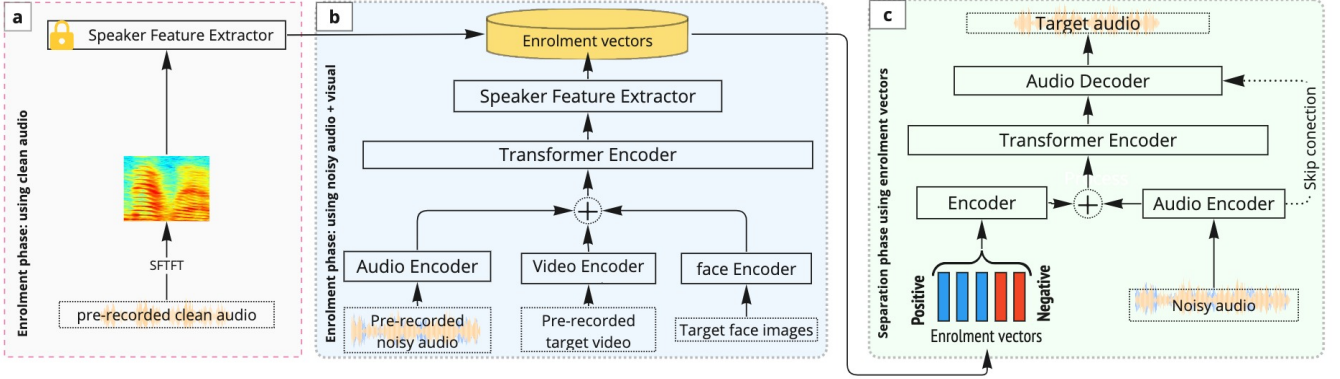 a
Speaker Feature Extractor
Enrolment phase: using clean audio
SFTFT
pre-recorded clean audio
b
Enrolment vectors
Speaker Feature Extractor
Transformer Encoder
Enrolment phase: using noisy audio + visual
+
Audio Encoder
Video Encoder
face Encoder
Pre-recorded
noisy audio
Pre-recorded
target video
Target face images
c
Target audio
Audio Decoder
Transformer Encoder
Separation phase using enrolment vectors
Skip connection
Encoder
+
Audio Encoder
Positive
Negative
Enrolment vectors
Noisy audio